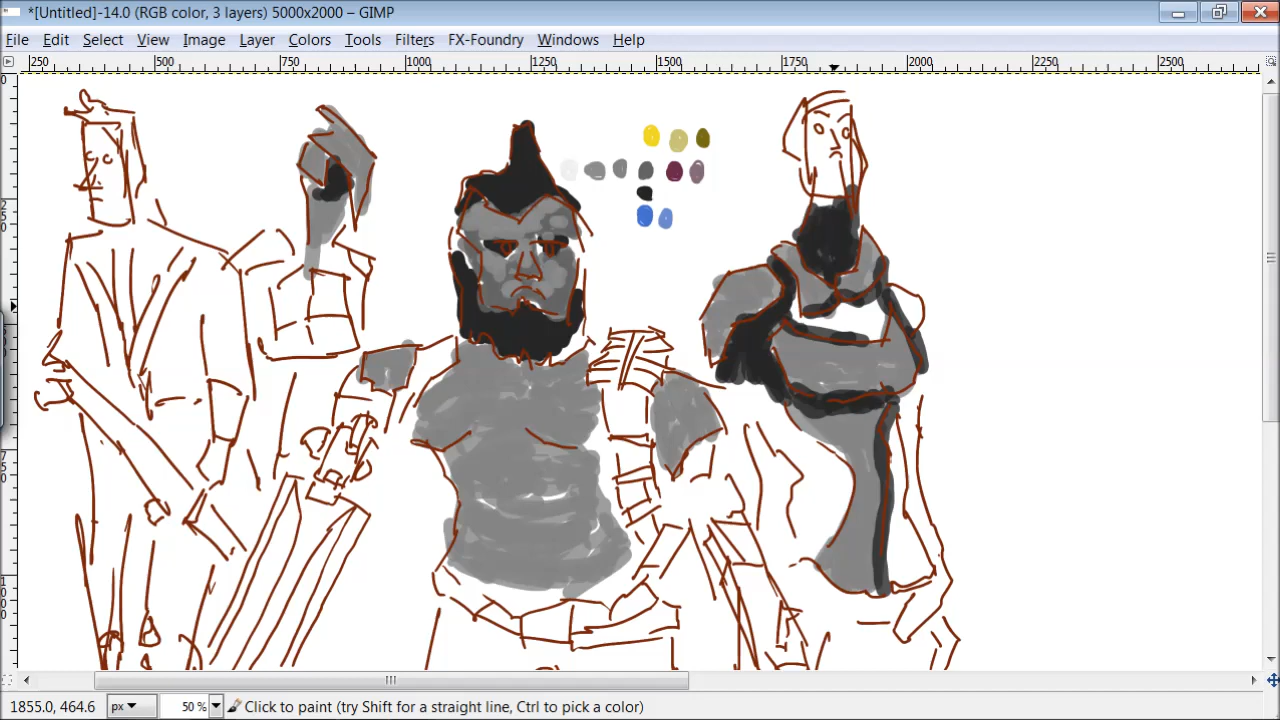 *[Untitled]-14.0 (RGB color, 3 layers) 5000x2000 – GIMP
File Edit Select View Image Layer Colors Tools Filters FX-Foundry Windows Help
250 500 750 1000 1250 1500 1750 2000 2250 2500
1855.0, 464.6 px 50 % Click to paint (try Shift for a straight line, Ctrl to pick a color)